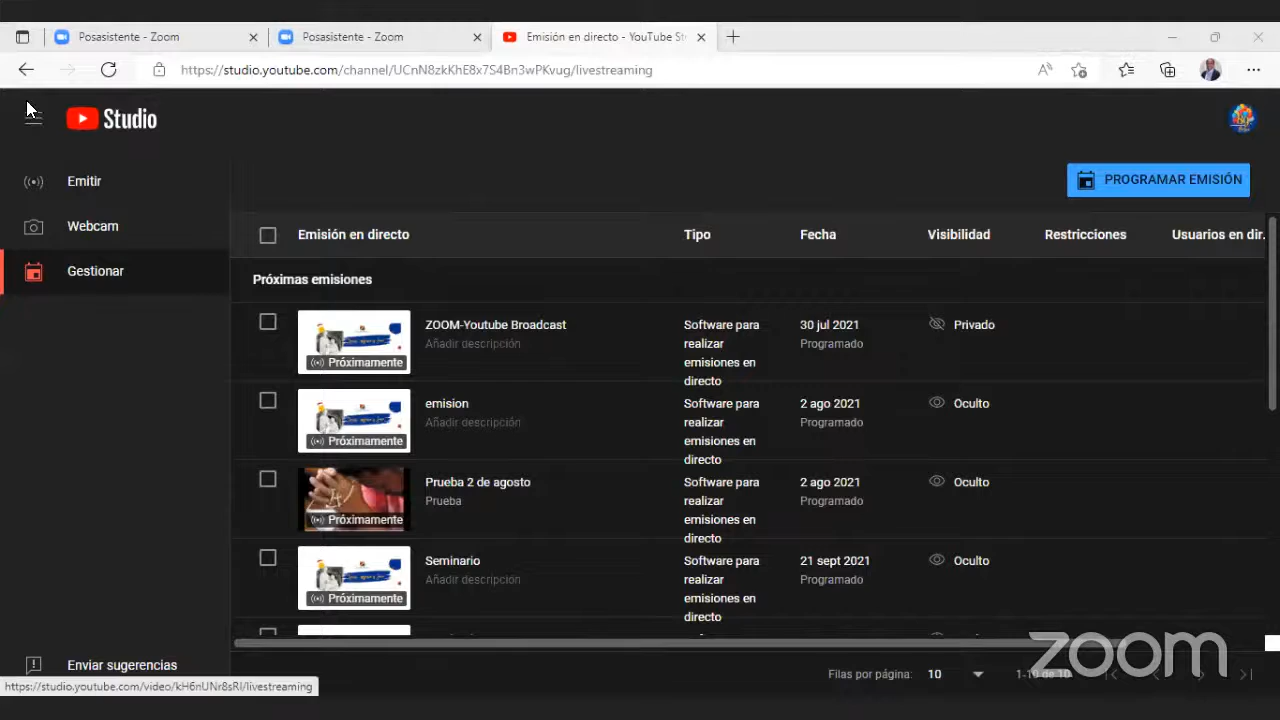 Posasistente - Zoom
Posasistente - Zoom
Emisión en directo - YouTube St
https://studio.youtube.com/channel/UCnN8zkKhE8x7S4Bn3wPKvug/livestreaming
Studio
Emitir
Webcam
Gestionar
Enviar sugerencias
PROGRAMAR EMISIÓN
Emisión en directo Tipo Fecha Visibilidad Restricciones Usuarios en dir.
Próximas emisiones
Próximamente
ZOOM-Youtube Broadcast
Añadir descripción
Software para
realizar
emisiones en
directo
30 jul 2021
Programado
Privado
Próximamente
emision
Añadir descripción
Software para
realizar
emisiones en
directo
2 ago 2021
Programado
Oculto
Próximamente
Prueba 2 de agosto
Prueba
Software para
realizar
emisiones en
directo
2 ago 2021
Programado
Oculto
Próximamente
Seminario
Añadir descripción
Software para
realizar
emisiones en
directo
21 sept 2021
Programado
Oculto
Filas por página: 10 1-10 de 10
zoom
https://studio.youtube.com/video/kH6nUNr8sRI/livestreaming